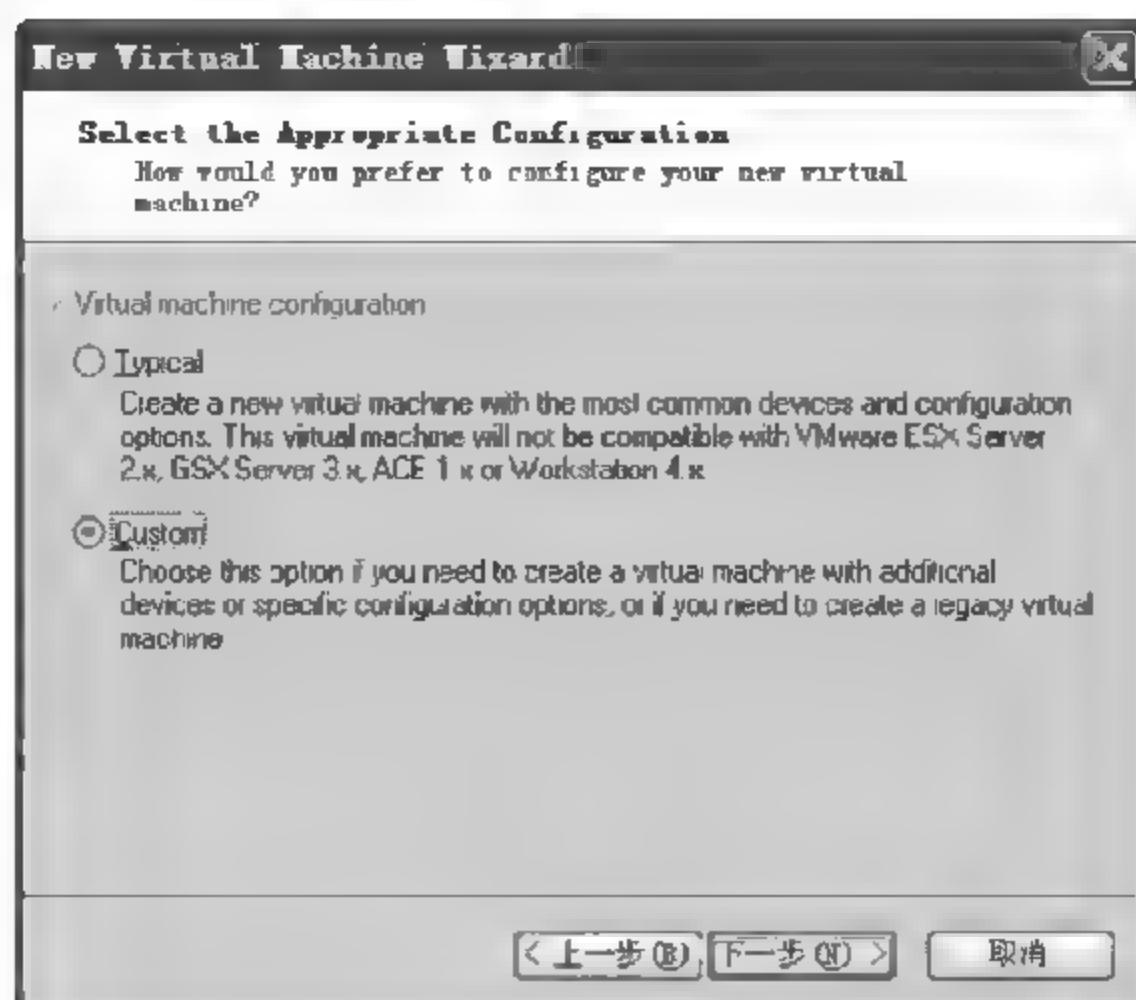 New Virtual Machine Wizard
Select the Appropriate Configuration
How would you prefer to configure your new virtual
machine?
Virtual machine configuration
Typical
Create a new virtual machine with the most common devices and configuration
options. This virtual machine will not be compatible with VMware ESX Server
2.x, GSX Server 3.x, ACE 1.x or Workstation 4.x
Custom
Choose this option if you need to create a virtual machine with additional
devices or specific configuration options, or if you need to create a legacy virtual
machine
< 上一步(B) 下一步(N) > 取消